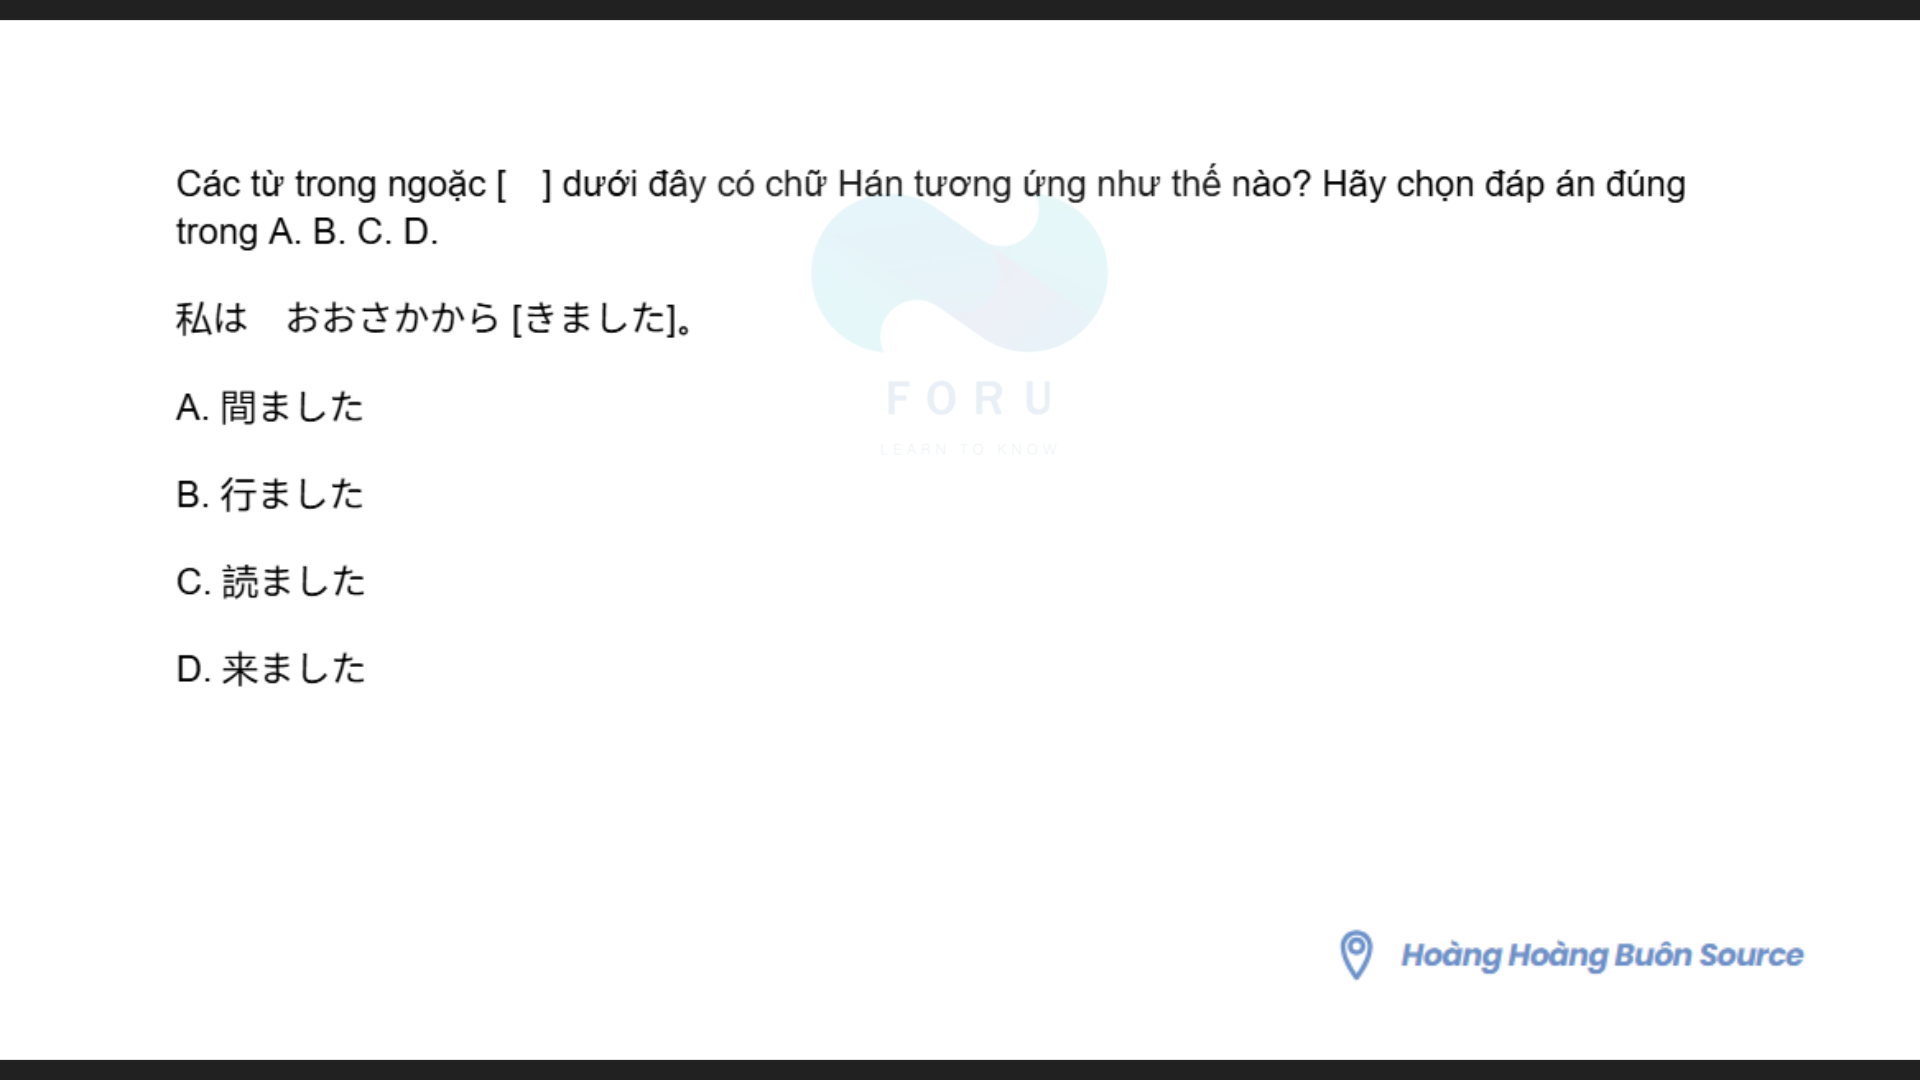 Các từ trong ngoặc [   ] dưới đây có chữ Hán tương ứng như thế nào? Hãy chọn đáp án đúng
trong A. B. C. D.
私は　おおさかから [きました]。
A. 間ました
B. 行ました
C. 読ました
D. 来ました
FORU
LEARN TO KNOW
Hoàng Hoàng Buôn Source